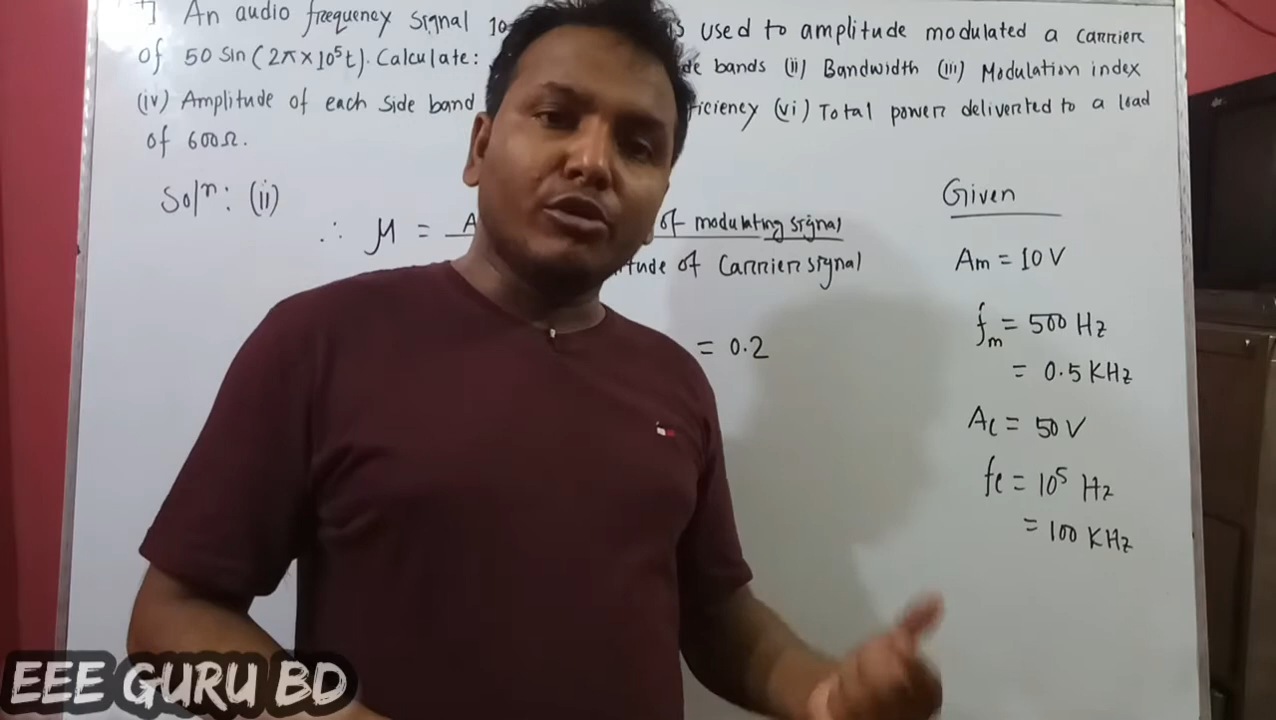 An audio frequency signal 10 is used to amplitude modulated a carrier
of 50 sin(2π×10⁵t). Calculate: de bands (ii) Bandwidth (iii) Modulation index
(iv) Amplitude of each side band ficiency (vi) Total power deliverted to a load
of 600Ω.
Solⁿ: (ii)
Given
∴ μ = A of modulating signal
tude of Carrier signal
Am = 10 V
fm = 500 Hz
= 0.2
= 0.5 KHz
Ac = 50 V
fc = 10⁵ Hz
= 100 KHz
EEE GURU BD